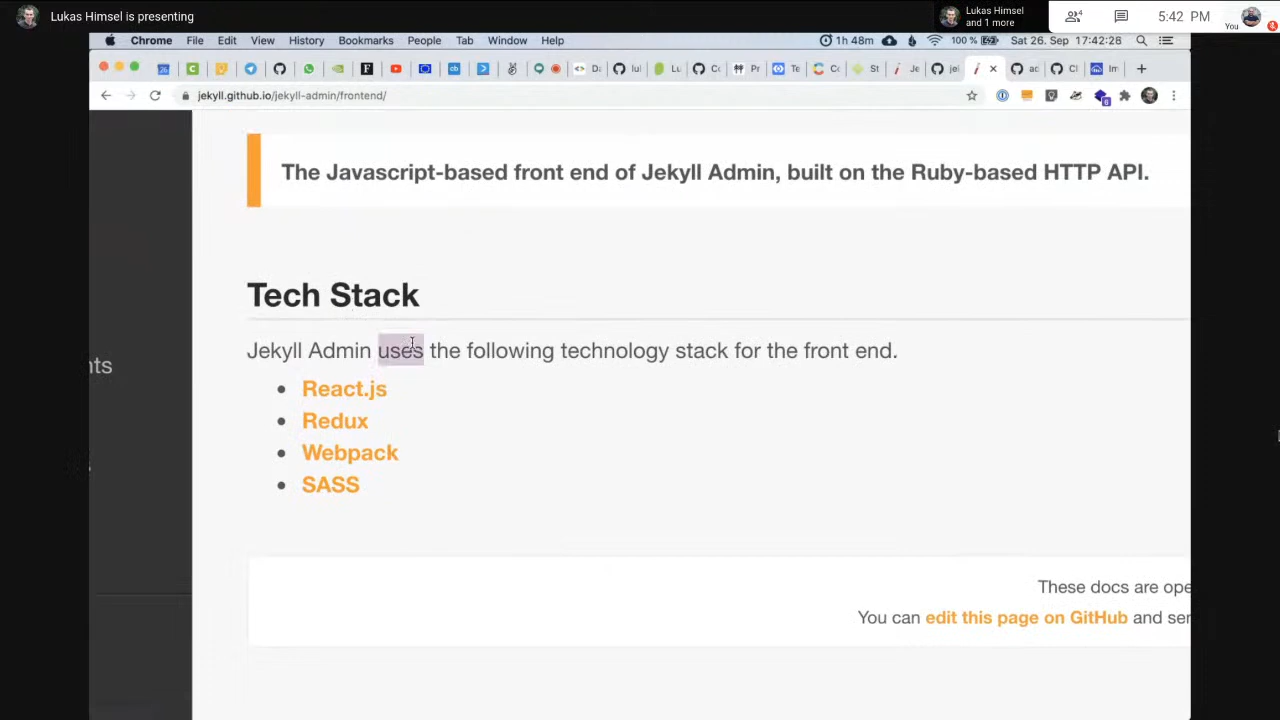 Lukas Himsel is presenting
Lukas Himsel
and 1 more
4
5:42 PM
You
Chrome File Edit View History Bookmarks People Tab Window Help
1h 48m
100 %
Sat 26. Sep 17:42:26
jekyll.github.io/jekyll-admin/frontend/
The Javascript-based front end of Jekyll Admin, built on the Ruby-based HTTP API.
Tech Stack
Jekyll Admin uses the following technology stack for the front end.
nts
React.js
Redux
Webpack
SASS
These docs are ope
You can edit this page on GitHub and ser